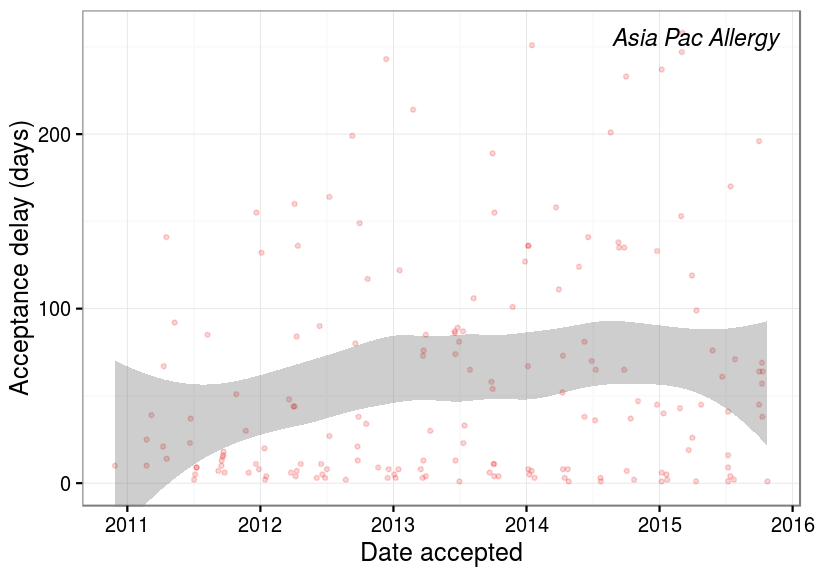 Asia Pac Allergy
Acceptance delay (days)
200
100
0
2011 2012 2013 2014 2015 2016
Date accepted